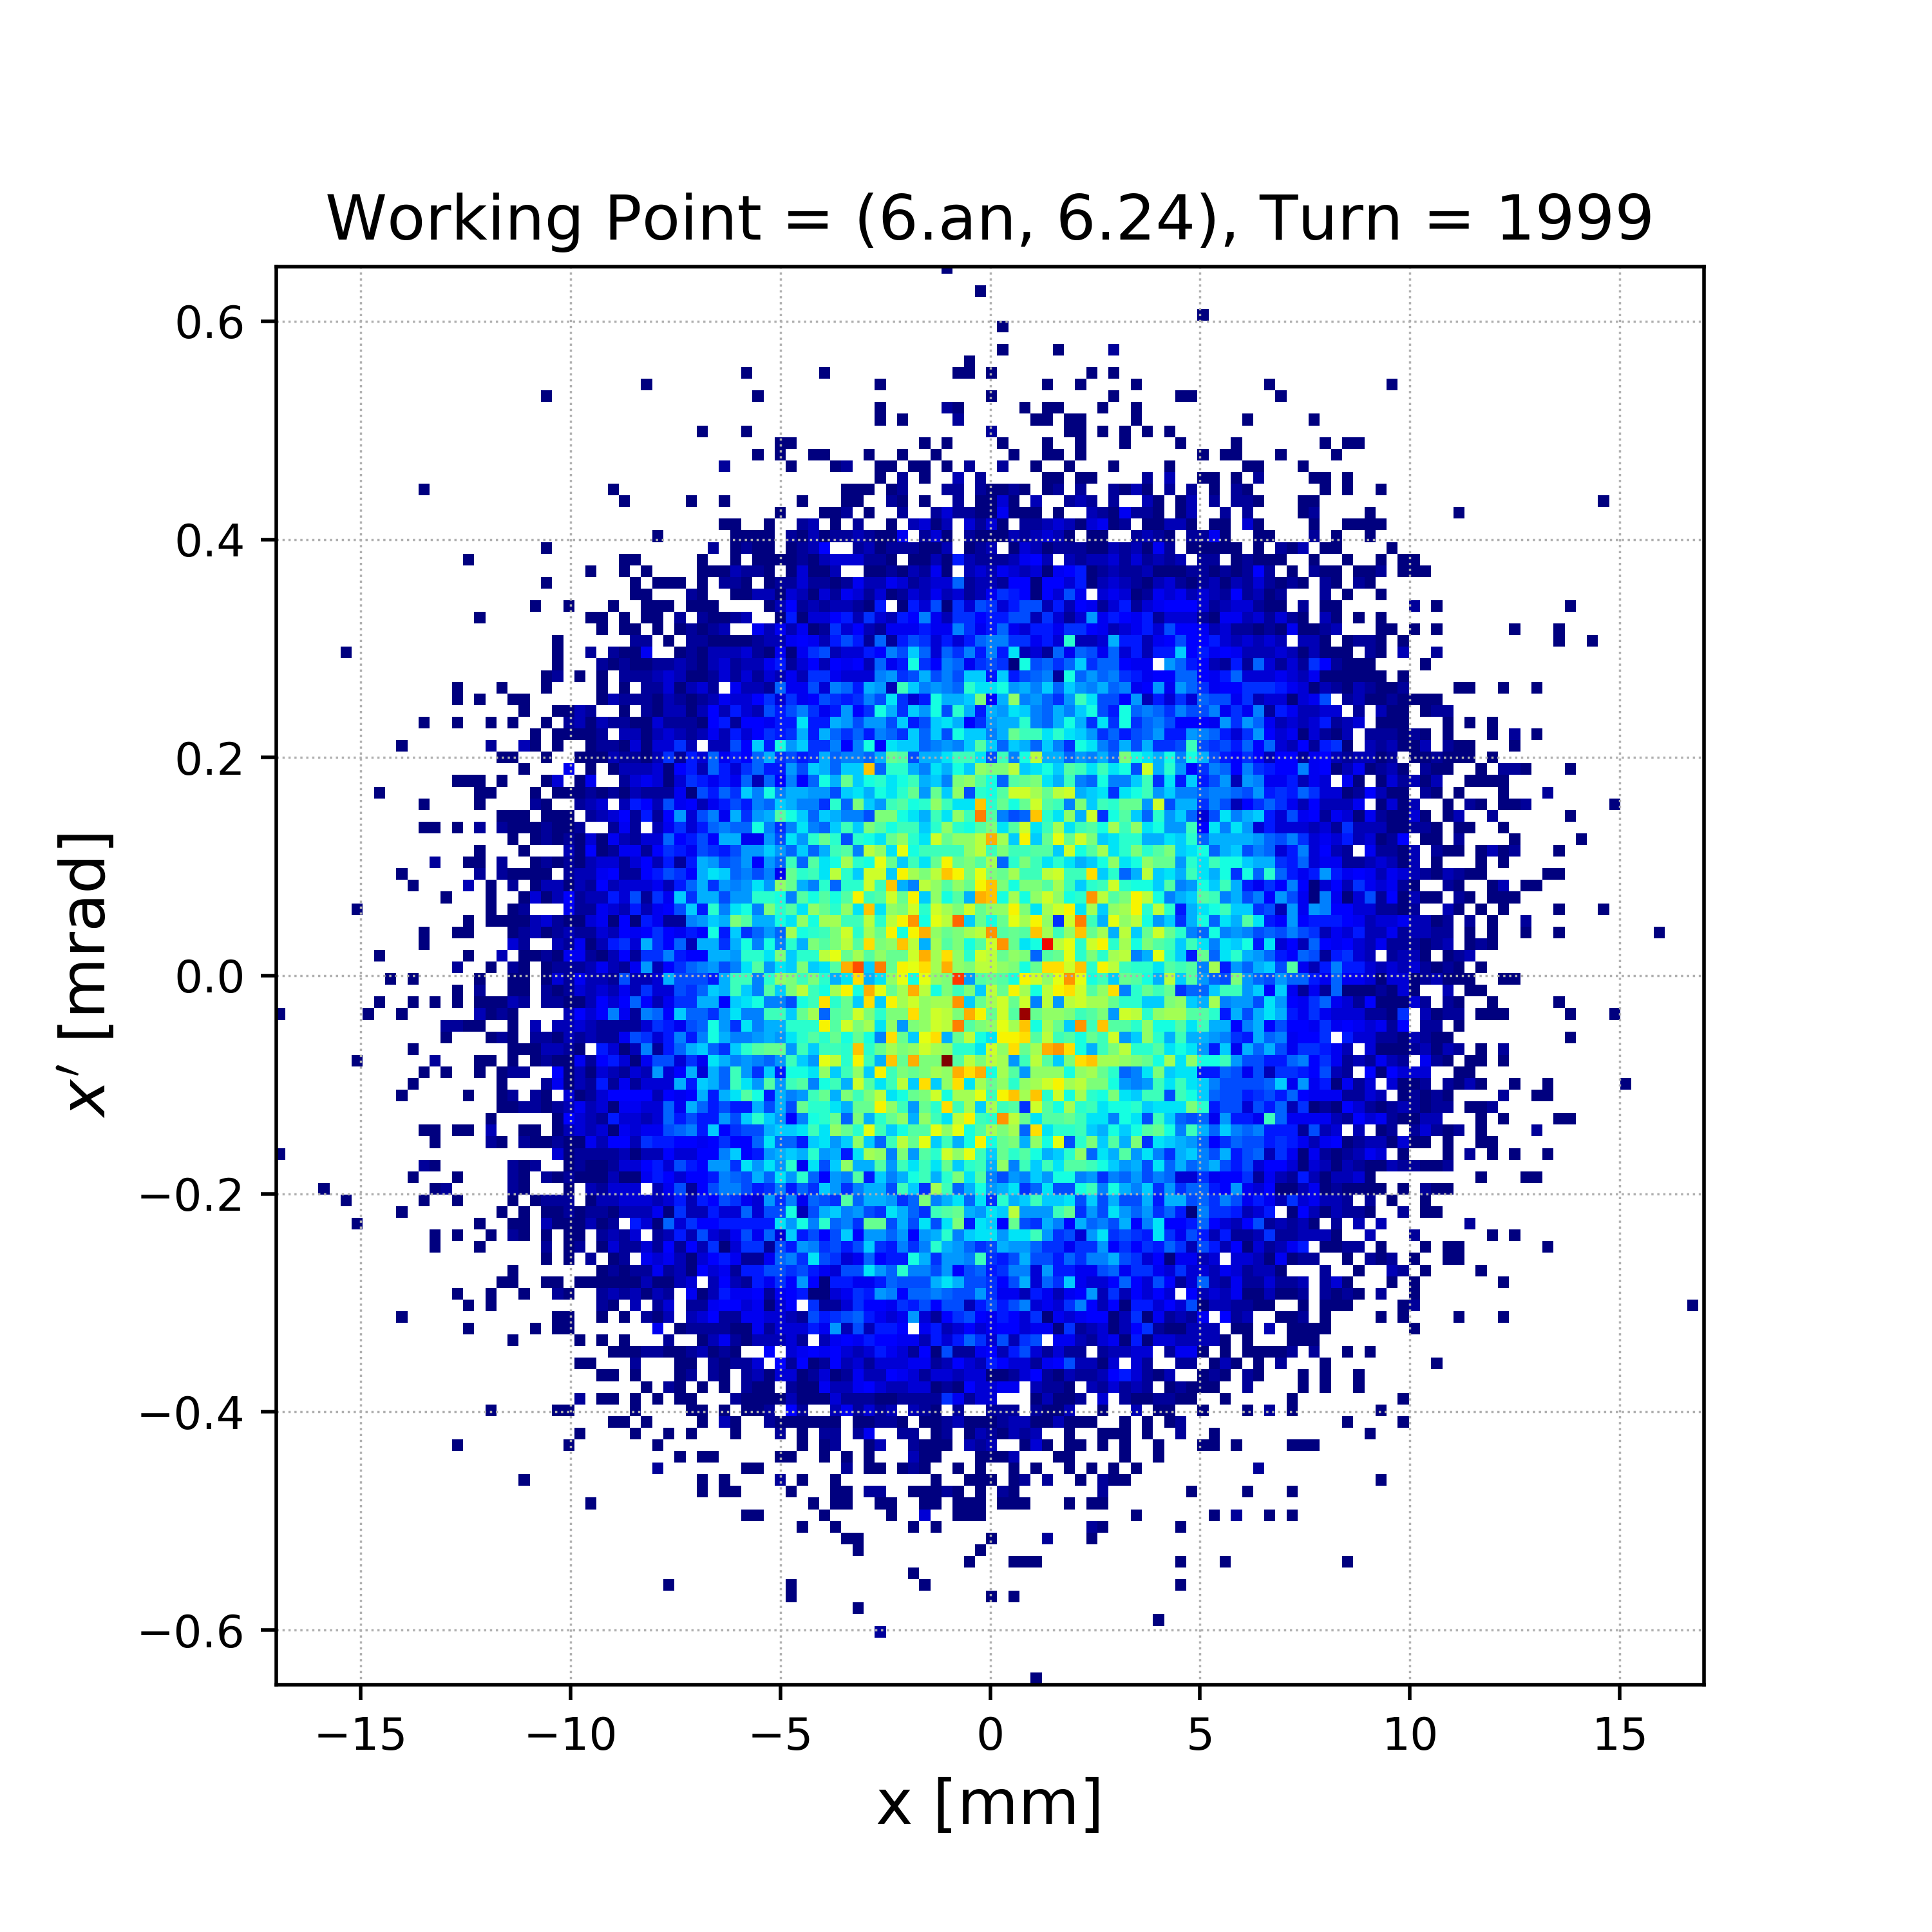 Working Point = (6.an, 6.24), Turn = 1999
0.6
0.4
0.2
0.0
−0.2
−0.4
−0.6
x′ [mrad]
−15 −10 −5 0 5 10 15
x [mm]